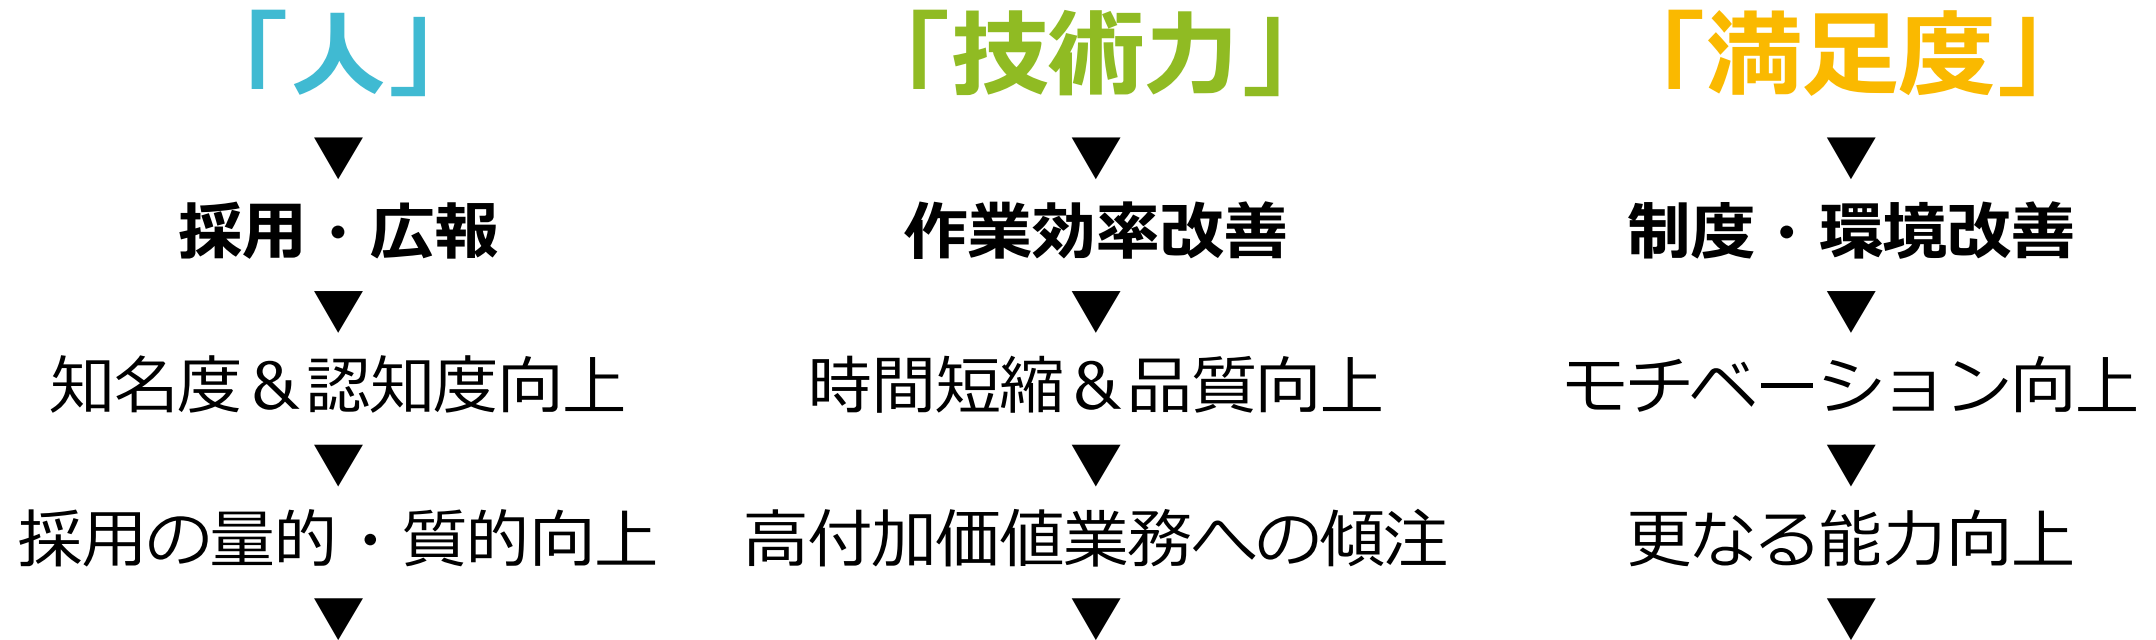 「人」
▼
採用・広報
▼
知名度＆認知度向上
▼
採用の量的・質的向上
▼
「技術力」
▼
作業効率改善
▼
時間短縮＆品質向上
▼
高付加価値業務への傾注
▼
「満足度」
▼
制度・環境改善
▼
モチベーション向上
▼
更なる能力向上
▼